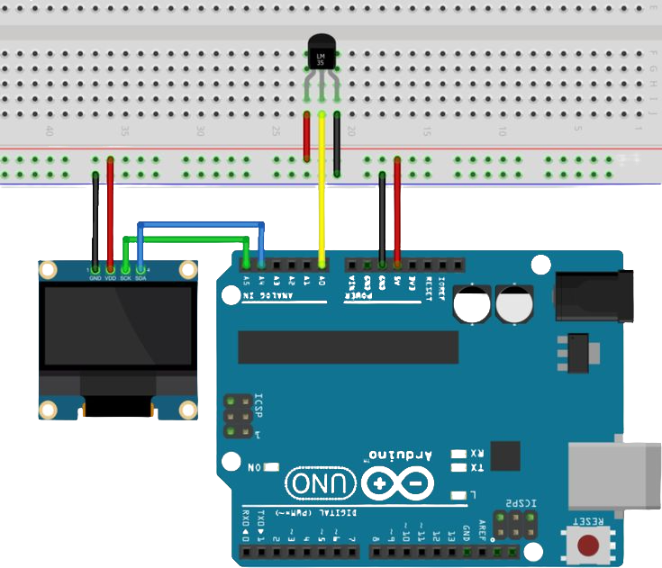 E
F
G
H
I
J
40
35
30
25
20
15
10
5
1
LM
35
GND
VDD
SCK
SDA
A5
A4
A3
A2
A1
A0
ANALOG IN
VIN
GND
GND
5V
3V3
RESET
IOREF
POWER
ICSP
1
ON
Arduino
UNO
RX
TX
L
ICSP2
RESET
DIGITAL (PWM=~)
RXD◄0
TXD►1
2
~3
4
~5
~6
7
8
~9
~10
~11
12
13
GND
AREF